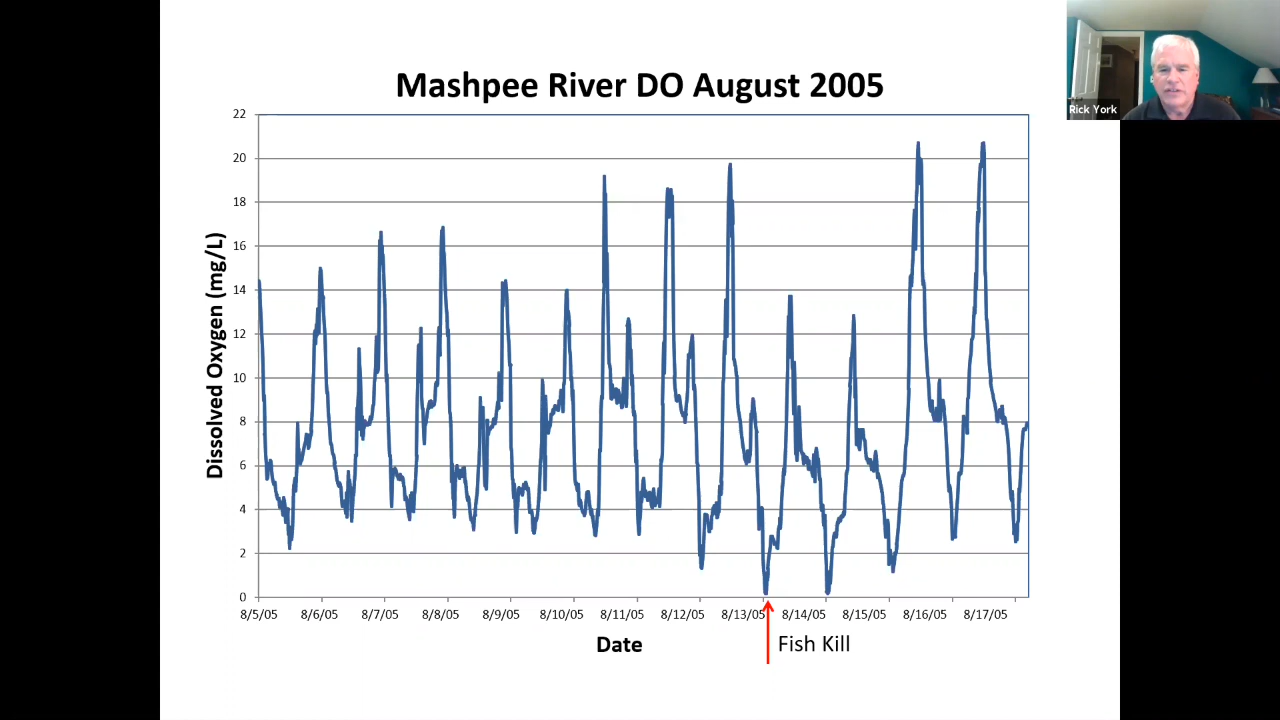 Mashpee River DO August 2005
Rick York
Dissolved Oxygen (mg/L)
22
20
18
16
14
12
10
8
6
4
2
0
8/5/05 8/6/05 8/7/05 8/8/05 8/9/05 8/10/05 8/11/05 8/12/05 8/13/05 8/14/05 8/15/05 8/16/05 8/17/05
Date
Fish Kill